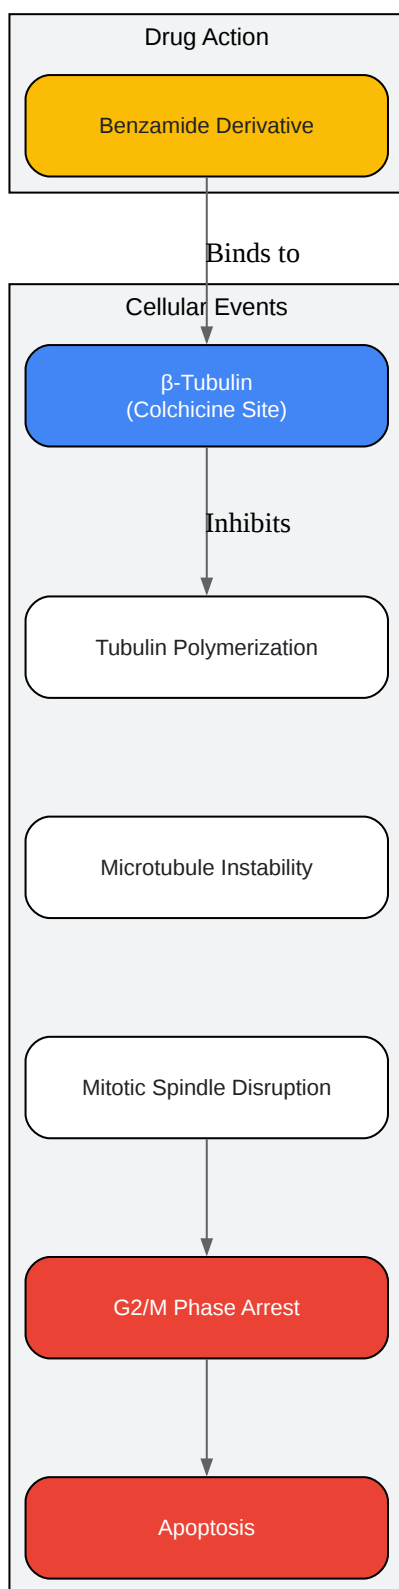 Drug Action
Benzamide Derivative
Binds to
Cellular Events
β-Tubulin
(Colchicine Site)
Inhibits
Tubulin Polymerization
Microtubule Instability
Mitotic Spindle Disruption
G2/M Phase Arrest
Apoptosis